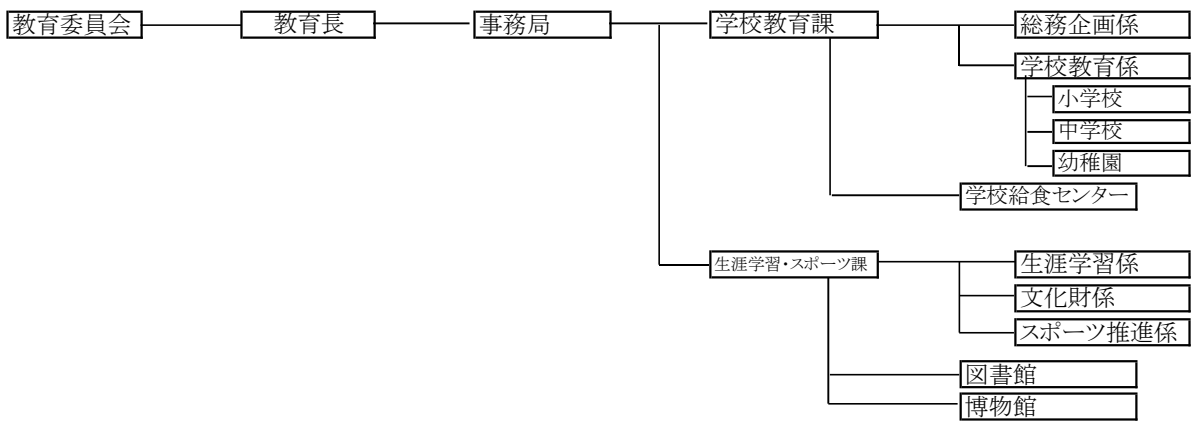 教育委員会
教育長
事務局
学校教育課
総務企画係
学校教育係
小学校
中学校
幼稚園
学校給食センター
生涯学習・スポーツ課
生涯学習係
文化財係
スポーツ推進係
図書館
博物館